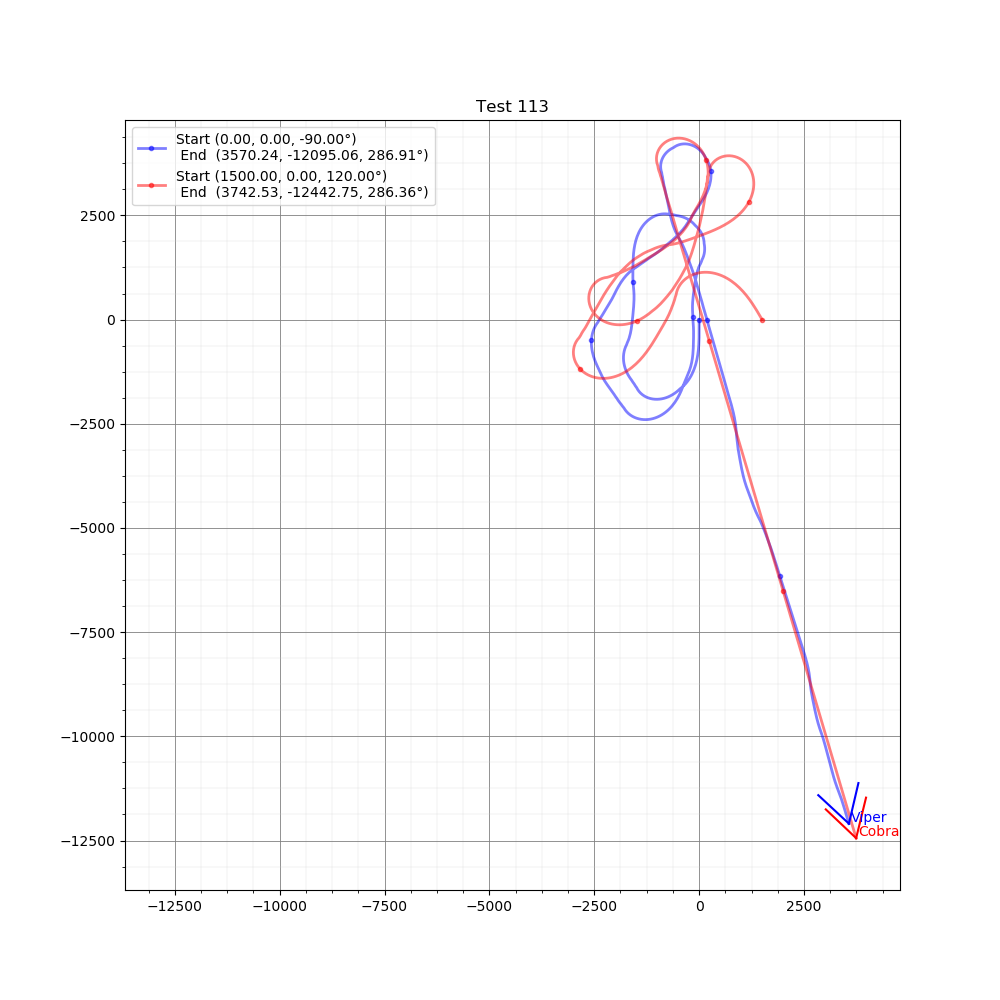 Test 113
Start (0.00, 0.00, -90.00°)
End (3570.24, -12095.06, 286.91°)
Start (1500.00, 0.00, 120.00°)
End (3742.53, -12442.75, 286.36°)
2500
0
−2500
−5000
−7500
−10000
−12500
Viper
Cobra
−12500 −10000 −7500 −5000 −2500 0 2500